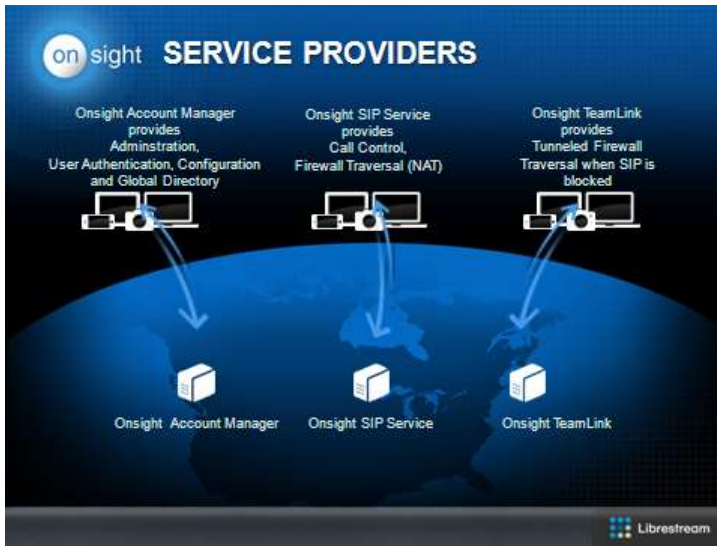 on sight SERVICE PROVIDERS
Onsight Account Manager
provides
Adminstration,
User Authentication, Configuration
and Global Directory
Onsight SIP Service
provides
Call Control,
Firewall Traversal (NAT)
Onsight TeamLink
provides
Tunneled Firewall
Traversal when SIP is
blocked
Onsight Account Manager
Onsight SIP Service
Onsight TeamLink
Librestream